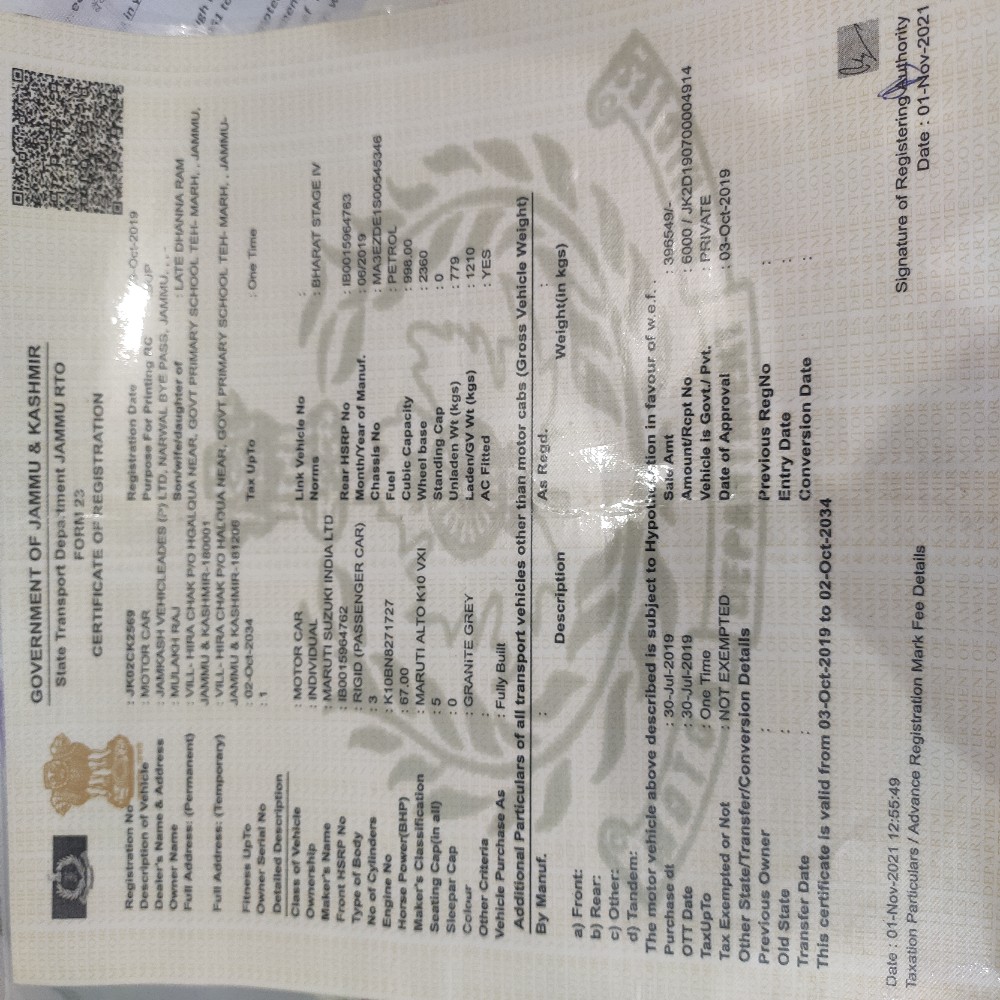 GOVERNMENT OF JAMMU & KASHMIR
State Transport Department JAMMU RTO
FORM 23
CERTIFICATE OF REGISTRATION
Registration No : JK02CK2569 Registration Date -Oct-2019
Description of Vehicle : MOTOR CAR Purpose For Printing RC
Dealer's Name & Address : JAMKASH VEHICLEADES (P) LTD, NARWAL BYE PASS, JAMMU, , ,
Owner Name : MULAKH RAJ Son/wife/daughter of : LATE DHANNA RAM
Full Address: (Permanent) : VILL- HIRA CHAK P/O HGALQUA NEAR, GOVT PRIMARY SCHOOL TEH- MARH, , JAMMU,
JAMMU & KASHMIR-180001
Full Address: (Temporary) : VILL- HIRA CHAK P/O HALOUA NEAR, GOVT PRIMARY SCHOOL TEH- MARH, , JAMMU-
JAMMU & KASHMIR-181206
Fitness UpTo : 02-Oct-2034 Tax UpTo : One Time
Owner Serial No : 1
Detailed Description
Class of Vehicle : MOTOR CAR Link Vehicle No :
Ownership : INDIVIDUAL Norms : BHARAT STAGE IV
Maker's Name : MARUTI SUZUKI INDIA LTD
Front HSRP No : IB0015964762 Rear HSRP No : IB0015964763
Type of Body : RIGID (PASSENGER CAR) Month/Year of Manuf. : 06/2019
No of Cylinders : 3 Chassis No : MA3EZDE1S00545346
Engine No : K10BN8271727 Fuel : PETROL
Horse Power(BHP) : 67.00 Cubic Capacity : 998.00
Maker's Classification : MARUTI ALTO K10 VXI Wheel base : 2360
Seating Cap(in all) : 5 Standing Cap : 0
Sleepar Cap : 0 Unladen Wt (kgs) : 779
Colour : GRANITE GREY Laden/GV Wt (kgs) : 1210
Other Criteria : AC Fitted : YES
Vehicle Purchase As : Fully Built
Additional Particulars of all transport vehicles other than motor cabs (Gross Vehicle Weight)
By Manuf. : As Regd. :
Description Weight(in kgs)
a) Front:
b) Rear:
c) Other:
d) Tandem:
The motor vehicle above described is subject to Hypothecation in favour of w.e.f. .
Purchase dt : 30-Jul-2019 Sale Amt : 396549/-
OTT Date : 30-Jul-2019 Amount/Rcpt No : 6000 / JK2D190700004914
TaxUpTo : One Time Vehicle is Govt./ Pvt. : PRIVATE
Tax Exempted or Not : NOT EXEMPTED Date of Approval : 03-Oct-2019
Other State/Transfer/Conversion Details
Previous Owner : Previous RegNo :
Old State : Entry Date :
Transfer Date : Conversion Date :
This certificate is valid from 03-Oct-2019 to 02-Oct-2034
Signature of Registering Authority
Date : 01-Nov-2021 12:55:49 Date : 01-Nov-2021
Taxation Particulars / Advance Registration Mark Fee Details